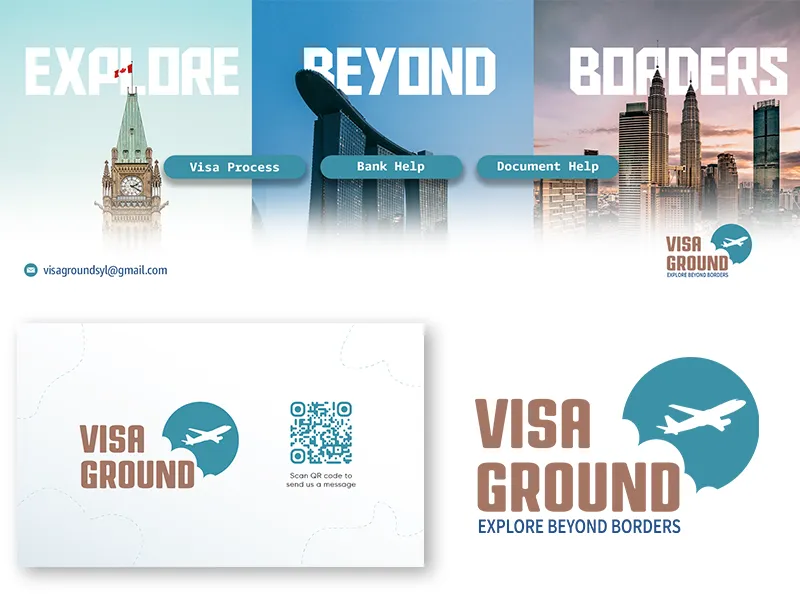 EXPLORE BEYOND BORDERS
Visa Process Bank Help Document Help
VISA
GROUND
EXPLORE BEYOND BORDERS
visagroundsyl@gmail.com
VISA
GROUND
Scan QR code to
send us a message
VISA
GROUND
EXPLORE BEYOND BORDERS